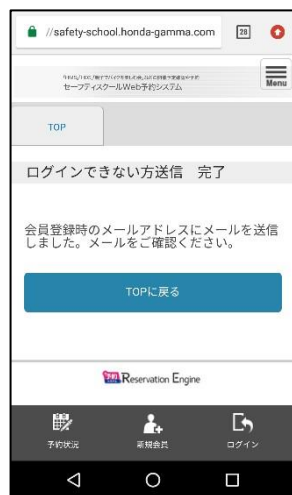 //safety-school.honda-gamma.com
28
セーフティスクールWeb予約システム
Menu
TOP
ログインできない方送信　完了
会員登録時のメールアドレスにメールを送信
しました。メールをご確認ください。
TOPに戻る
Reservation Engine
予約状況
新規会員
ログイン